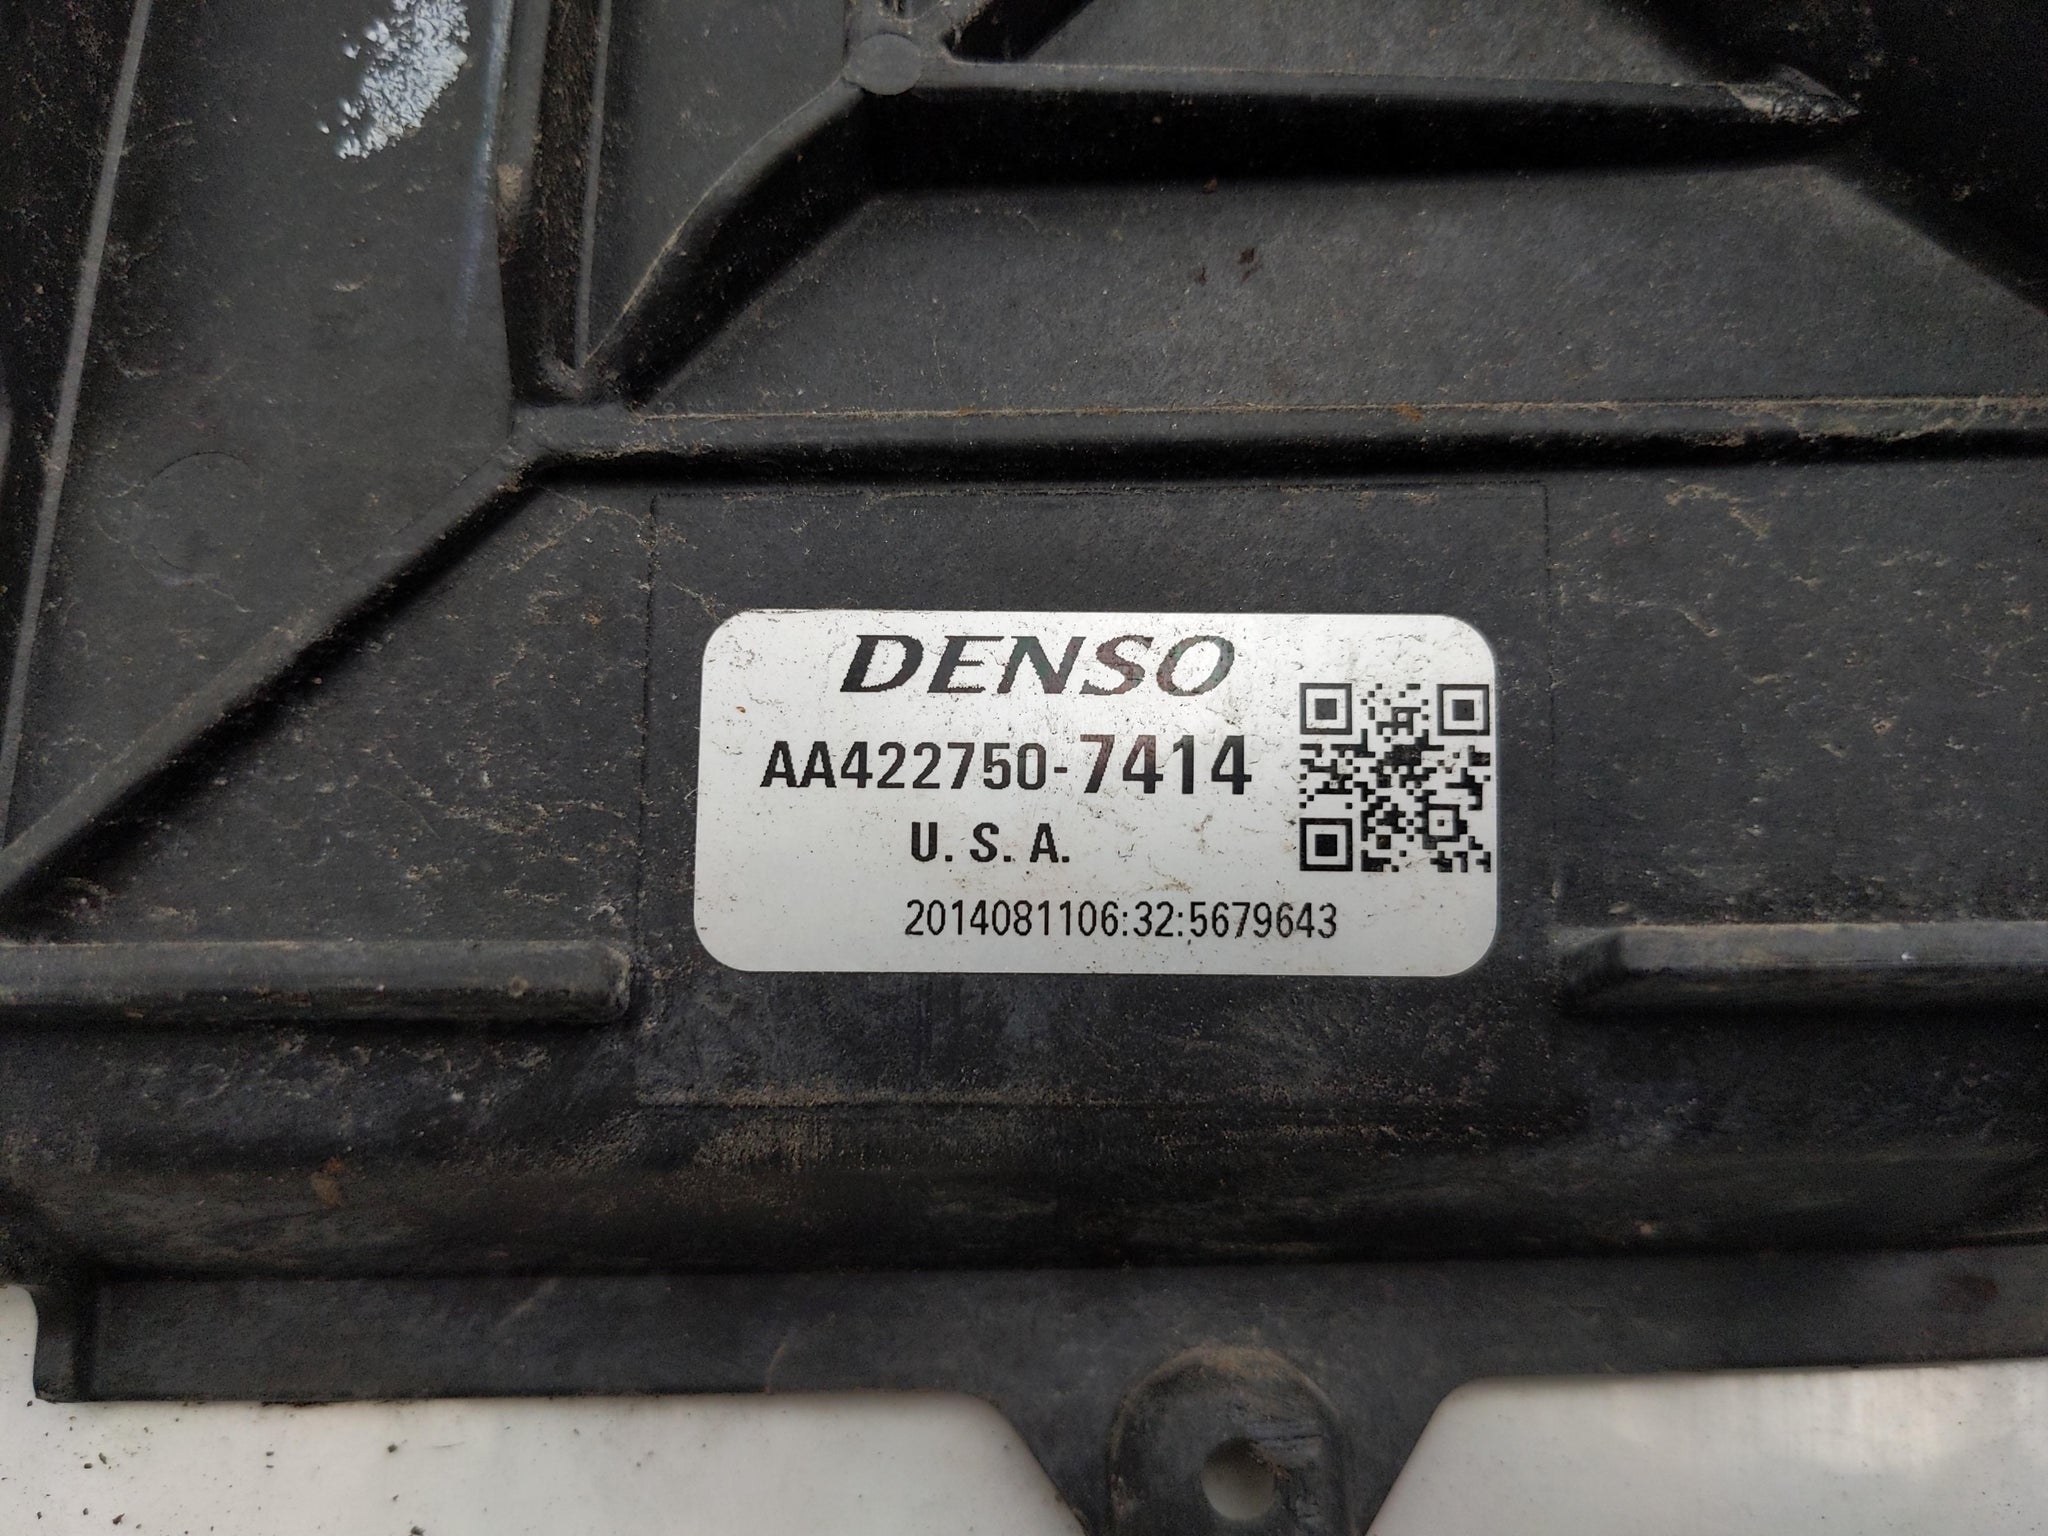 DENSO
AA422750-7414
U. S. A.
2014081106:32:5679643